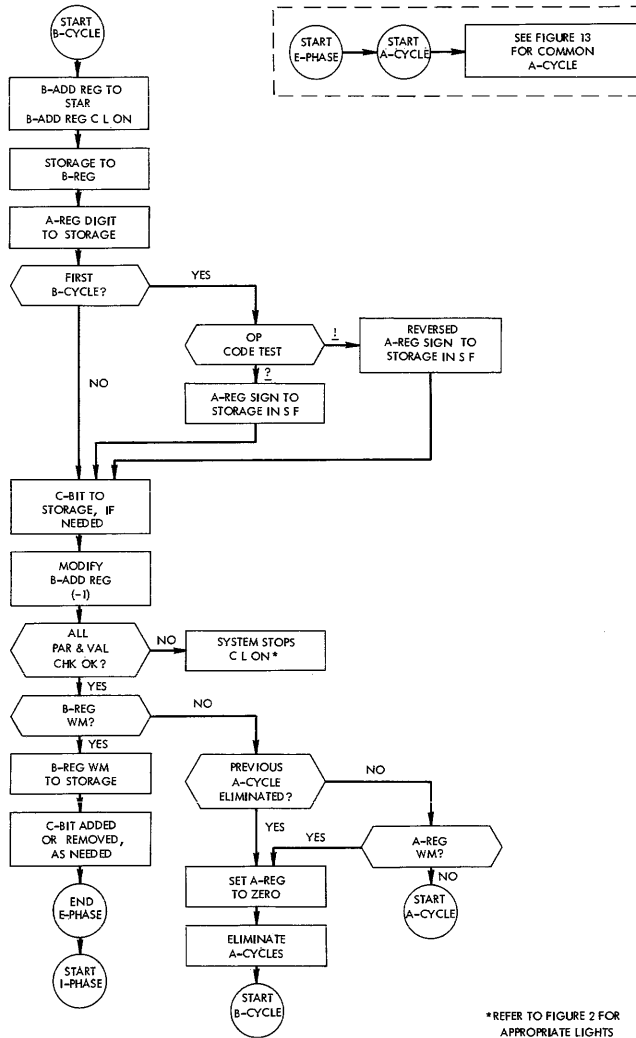 START
B-CYCLE
START
E-PHASE
START
A-CYCLE
SEE FIGURE 13
FOR COMMON
A-CYCLE
B-ADD REG TO
STAR
B-ADD REG C L ON
STORAGE TO
B-REG
A-REG DIGIT
TO STORAGE
FIRST
B-CYCLE?
YES
NO
OP
CODE TEST
!
?
REVERSED
A-REG SIGN TO
STORAGE IN S F
A-REG SIGN TO
STORAGE IN S F
C-BIT TO
STORAGE, IF
NEEDED
MODIFY
B-ADD REG
(-1)
ALL
PAR & VAL
CHK OK?
NO
SYSTEM STOPS
C L ON*
YES
B-REG
WM?
NO
YES
B-REG WM
TO STORAGE
C-BIT ADDED
OR REMOVED,
AS NEEDED
END
E-PHASE
START
I-PHASE
PREVIOUS
A-CYCLE
ELIMINATED?
NO
YES
YES
A-REG
WM?
NO
START
A-CYCLE
SET A-REG
TO ZERO
ELIMINATE
A-CYCLES
START
B-CYCLE
*REFER TO FIGURE 2 FOR
APPROPRIATE LIGHTS